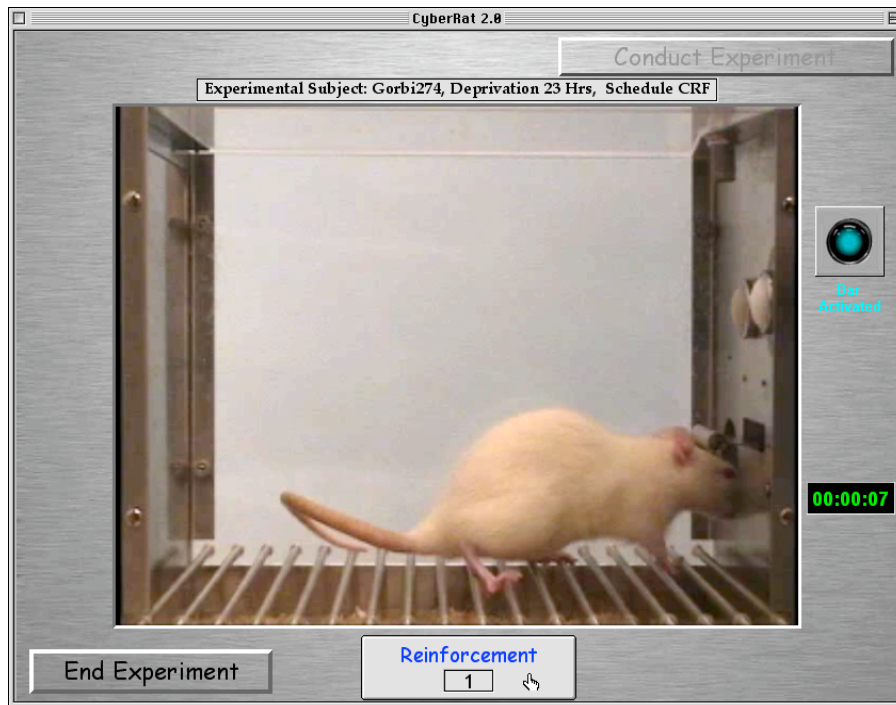 CyberRat 2.0
Conduct Experiment
Experimental Subject: Gorbi274, Deprivation 23 Hrs, Schedule CRF
Bar
Activated
00:00:07
Reinforcement
1
End Experiment